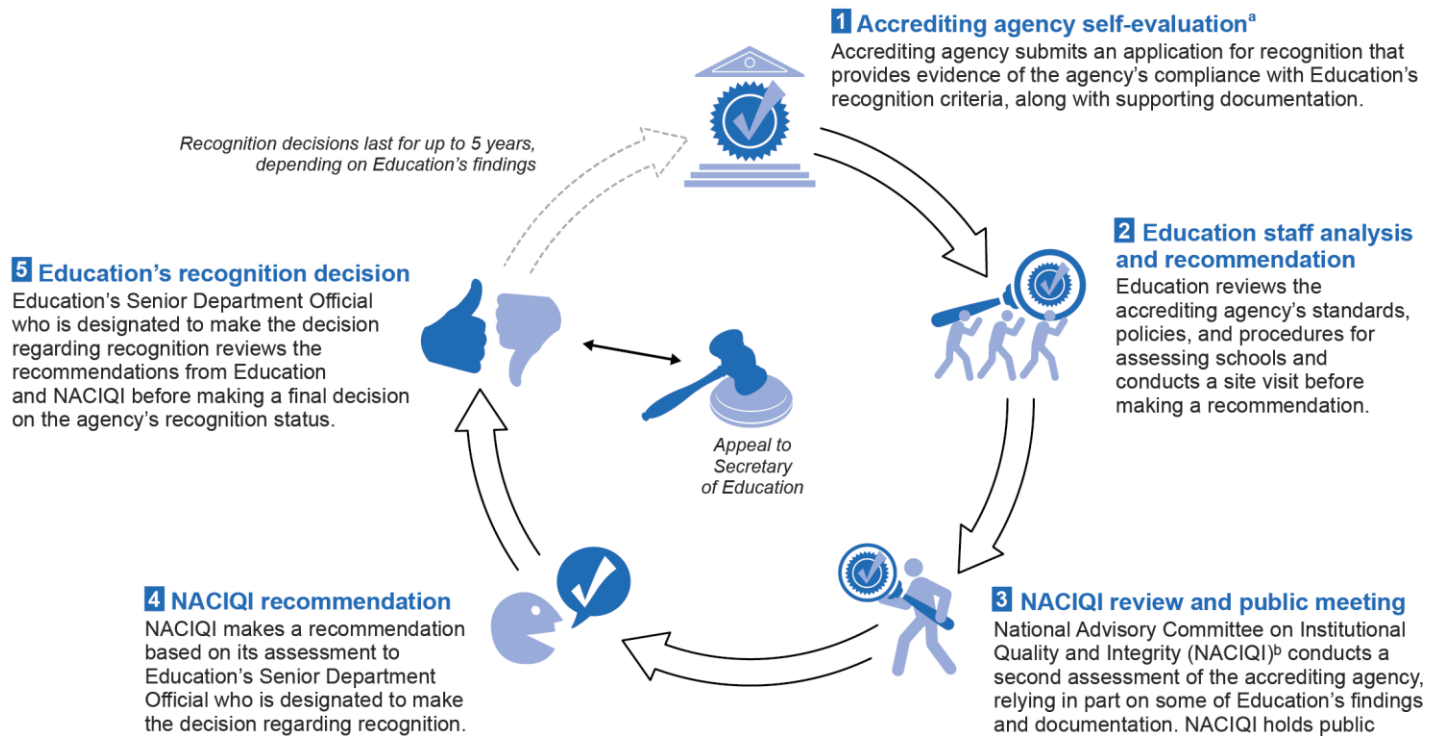 1 Accrediting agency self-evaluationᵃ
Accrediting agency submits an application for recognition that
provides evidence of the agency’s compliance with Education’s
recognition criteria, along with supporting documentation.
Recognition decisions last for up to 5 years,
depending on Education’s findings
2 Education staff analysis
and recommendation
Education reviews the
accrediting agency’s standards,
policies, and procedures for
assessing schools and
conducts a site visit before
making a recommendation.
3 NACIQI review and public meeting
National Advisory Committee on Institutional
Quality and Integrity (NACIQI)ᵇ conducts a
second assessment of the accrediting agency,
relying in part on some of Education’s findings
and documentation. NACIQI holds public
4 NACIQI recommendation
NACIQI makes a recommendation
based on its assessment to
Education’s Senior Department
Official who is designated to make
the decision regarding recognition.
5 Education’s recognition decision
Education’s Senior Department Official
who is designated to make the decision
regarding recognition reviews the
recommendations from Education
and NACIQI before making a final decision
on the agency’s recognition status.
Appeal to
Secretary
of Education